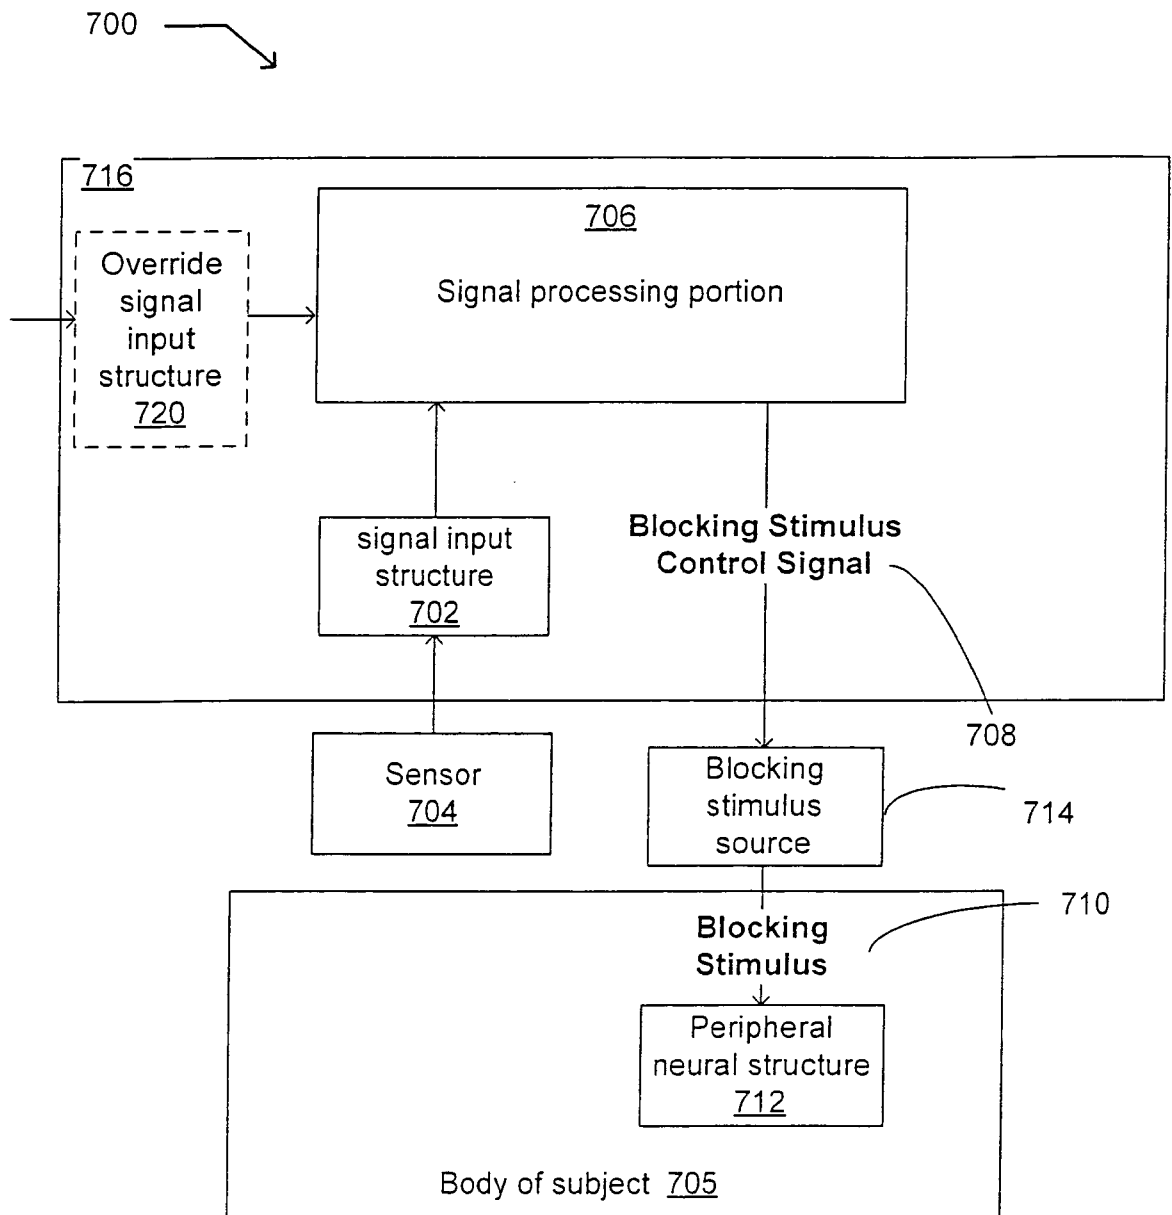 700
716
706
Signal processing portion
Override
signal
input
structure
720
signal input
structure
702
Blocking Stimulus
Control Signal
708
Sensor
704
Blocking
stimulus
source
714
710
Blocking
Stimulus
Peripheral
neural structure
712
Body of subject 705